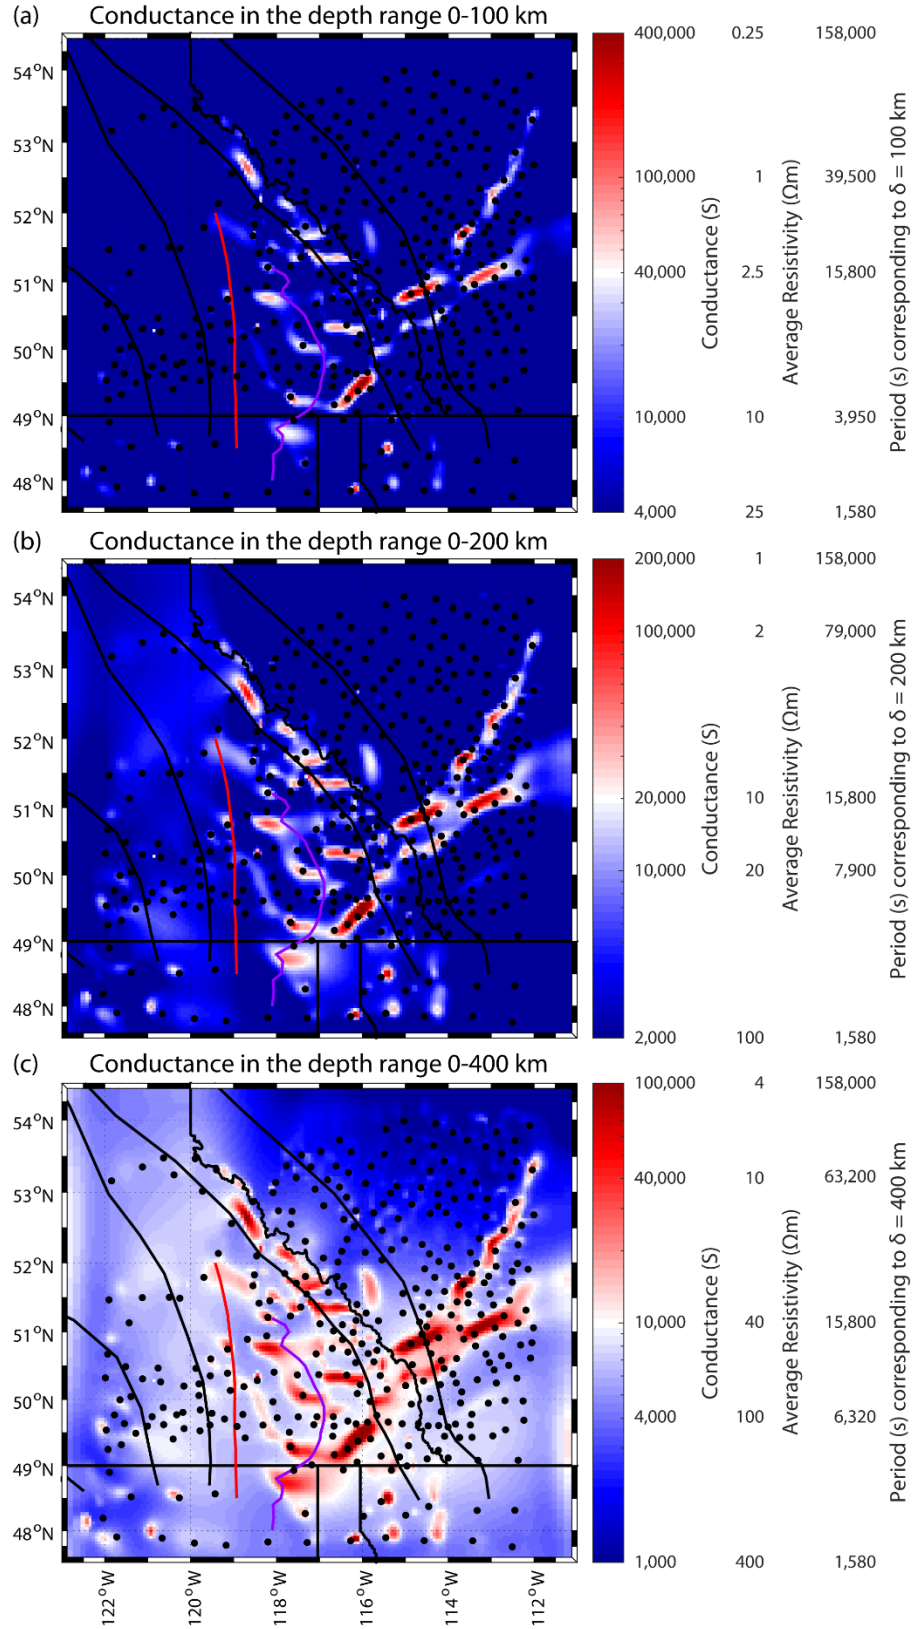 (a)
Conductance in the depth range 0-100 km
54°N
53°N
52°N
51°N
50°N
49°N
48°N
400,000 0.25 158,000
100,000 1 39,500
40,000 2.5 15,800
10,000 10 3,950
4,000 25 1,580
Conductance (S)
Average Resistivity (Ωm)
Period (s) corresponding to δ = 100 km
(b)
Conductance in the depth range 0-200 km
54°N
53°N
52°N
51°N
50°N
49°N
48°N
200,000 1 158,000
100,000 2 79,000
20,000 10 15,800
10,000 20 7,900
2,000 100 1,580
Conductance (S)
Average Resistivity (Ωm)
Period (s) corresponding to δ = 200 km
(c)
Conductance in the depth range 0-400 km
54°N
53°N
52°N
51°N
50°N
49°N
48°N
100,000 4 158,000
40,000 10 63,200
10,000 40 15,800
4,000 100 6,320
1,000 400 1,580
Conductance (S)
Average Resistivity (Ωm)
Period (s) corresponding to δ = 400 km
122°W
120°W
118°W
116°W
114°W
112°W